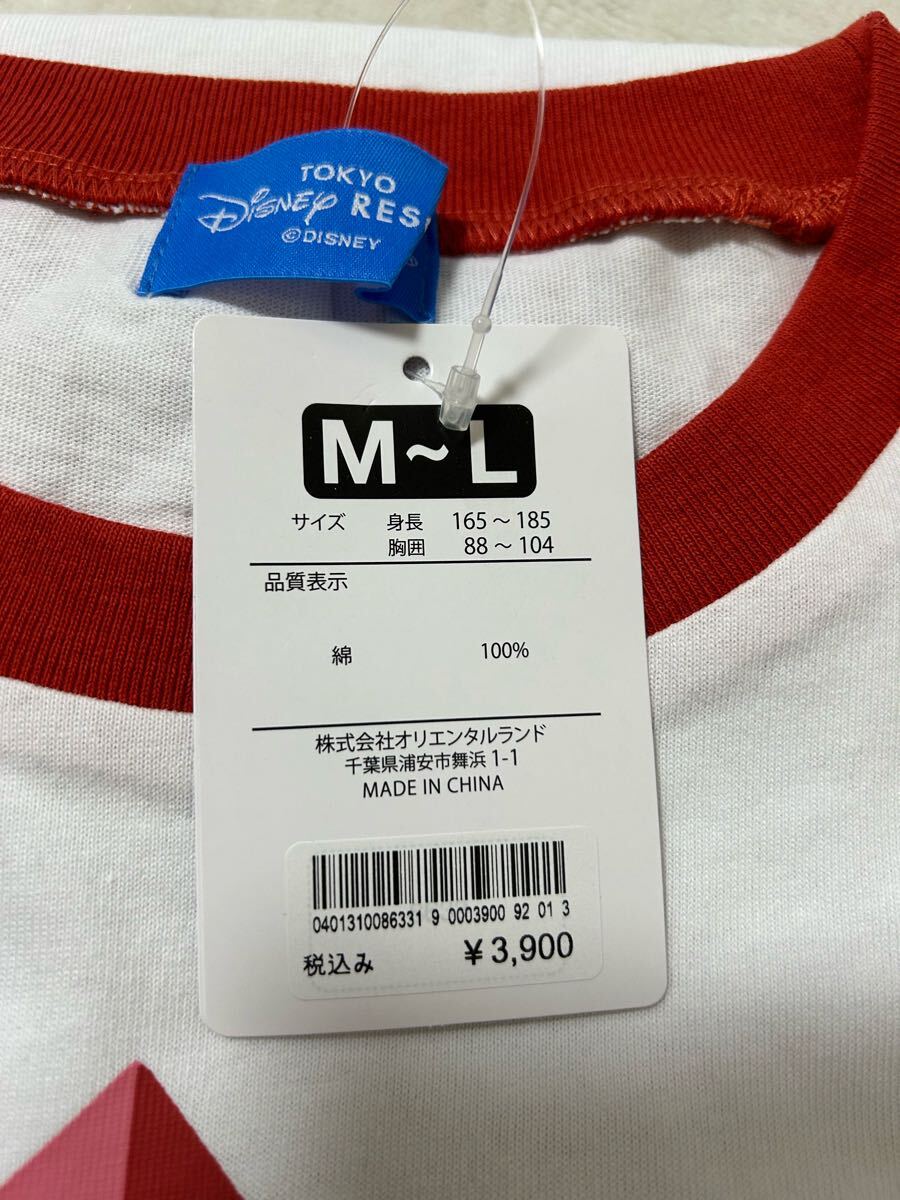 TOKYO
Disney RES
©DISNEY
M~L
サイズ 身長 165～185
胸囲 88～104
品質表示
綿 100%
株式会社オリエンタルランド
千葉県浦安市舞浜1-1
MADE IN CHINA
0401310086331 9 0003900 92 01 3
税込み ￥3,900